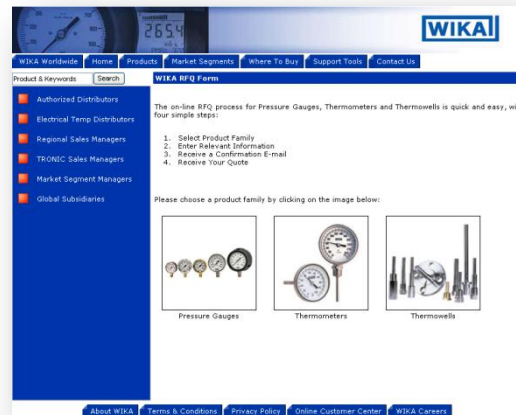 265.4
WIKA
WIKA Worldwide Home Products Market Segments Where To Buy Support Tools Contact Us
Product & Keywords Search WIKA RFQ Form
Authorized Distributors
Electrical Temp Distributors
Regional Sales Managers
TRONIC Sales Managers
Market Segment Managers
Global Subsidiaries
The on-line RFQ process for Pressure Gauges, Thermometers and Thermowells is quick and easy, wi
four simple steps:
1. Select Product Family
2. Enter Relevant Information
3. Receive a Confirmation E-mail
4. Receive Your Quote
Please choose a product family by clicking on the image below:
Pressure Gauges Thermometers Thermowells
About WIKA Terms & Conditions Privacy Policy Online Customer Center WIKA Careers